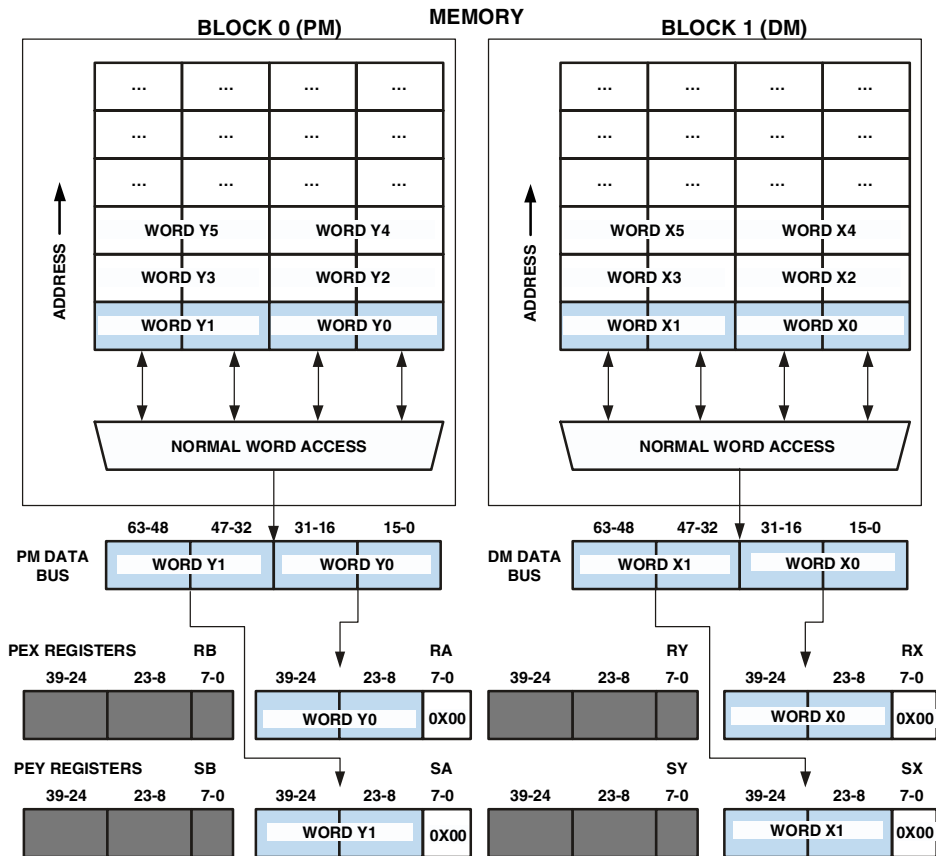 MEMORY
BLOCK 0 (PM) BLOCK 1 (DM)
... ... ... ... ... ... ... ...
... ... ... ... ... ... ... ...
... ... ... ... ... ... ... ...
WORD Y5 WORD Y4 WORD X5 WORD X4
WORD Y3 WORD Y2 WORD X3 WORD X2
WORD Y1 WORD Y0 WORD X1 WORD X0
ADDRESS ADDRESS
NORMAL WORD ACCESS NORMAL WORD ACCESS
63-48 47-32 31-16 15-0 63-48 47-32 31-16 15-0
PM DATA BUS WORD Y1 WORD Y0 DM DATA BUS WORD X1 WORD X0
PEX REGISTERS RB RA RY RX
39-24 23-8 7-0 39-24 23-8 7-0 39-24 23-8 7-0 39-24 23-8 7-0
WORD Y0 0X00 WORD X0 0X00
PEY REGISTERS SB SA SY SX
39-24 23-8 7-0 39-24 23-8 7-0 39-24 23-8 7-0 39-24 23-8 7-0
WORD Y1 0X00 WORD X1 0X00